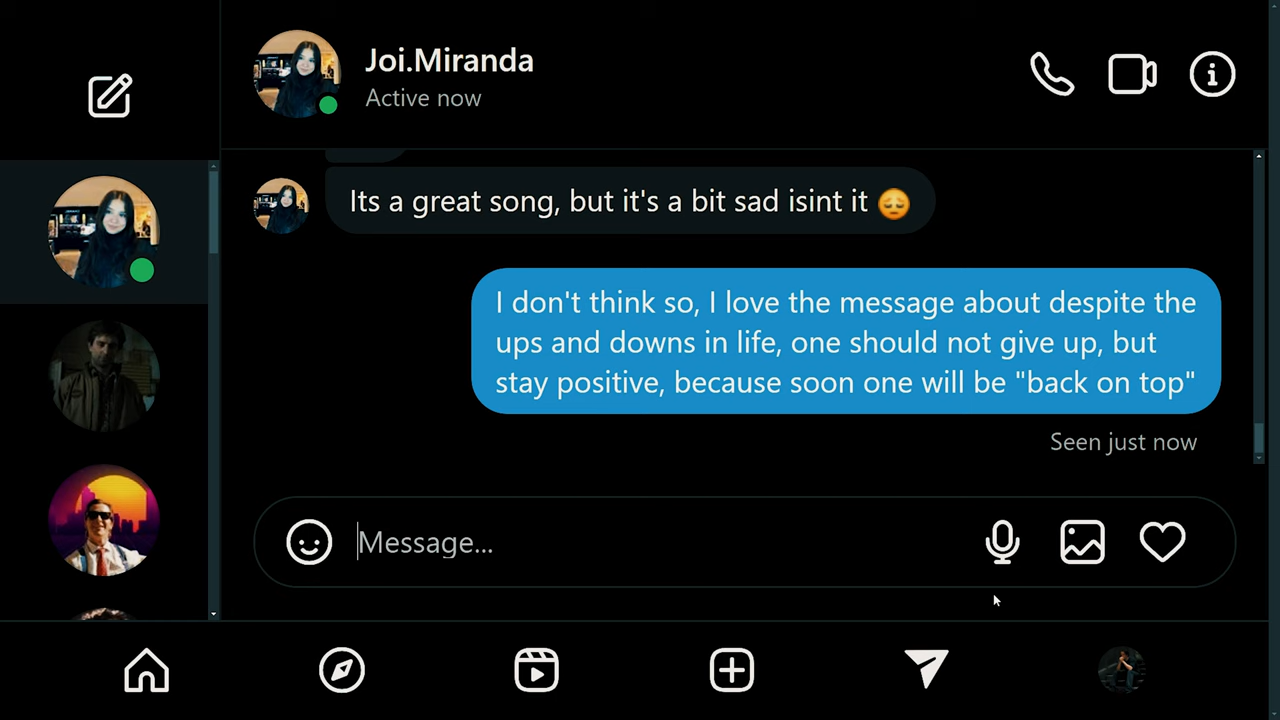 Joi.Miranda
Active now
Its a great song, but it's a bit sad isint it 😔
I don't think so, I love the message about despite the
ups and downs in life, one should not give up, but
stay positive, because soon one will be "back on top"
Seen just now
Message...